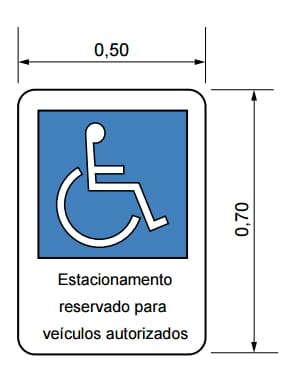 0,50
0,70
Estacionamento
reservado para
veículos autorizados